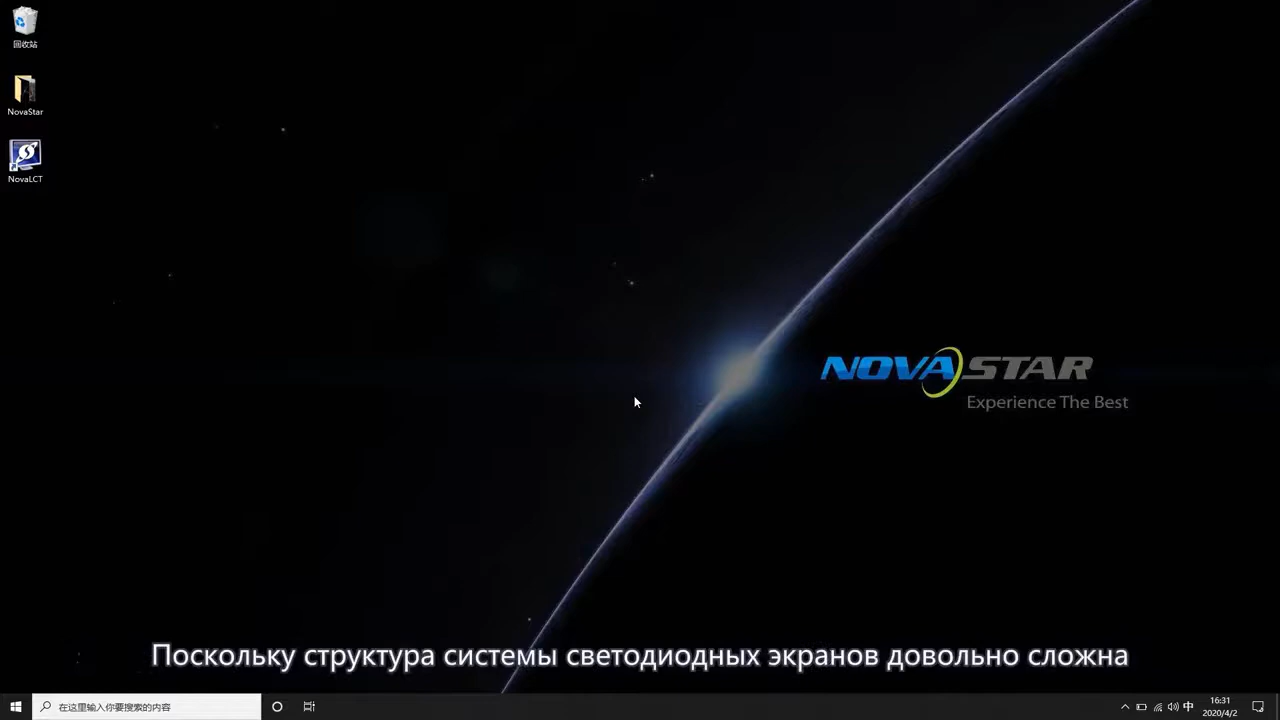 回收站
NovaStar
NovaLCT
NOVASTAR
Experience The Best
Поскольку структура системы светодиодных экранов довольно сложна
在这里输入你要搜索的内容
中
16:31
2020/4/2